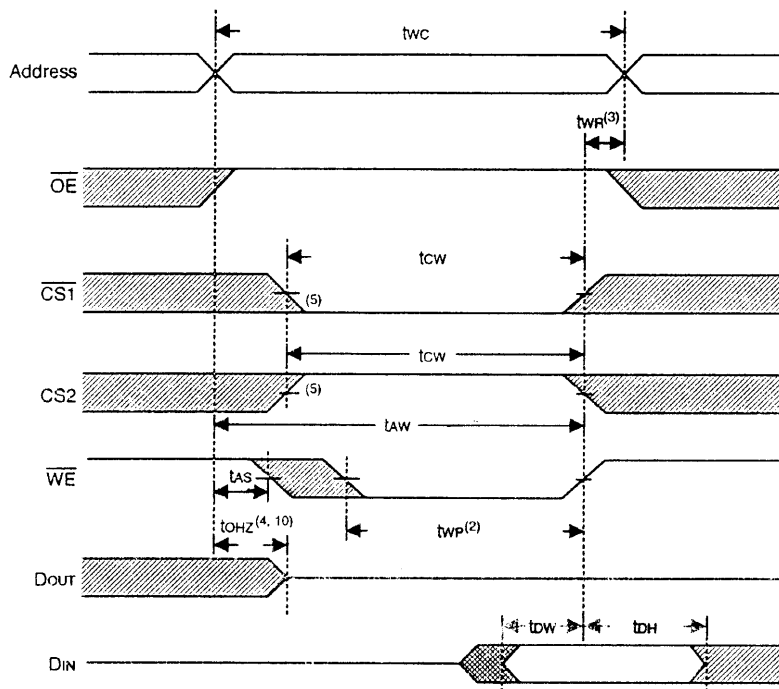 twc
Address
tWR(3)
OE
tCW
CS1
(5)
tCW
CS2
(5)
tAW
WE
tAS
tWP(2)
tOHZ(4, 10)
DOUT
tDW
tDH
DIN